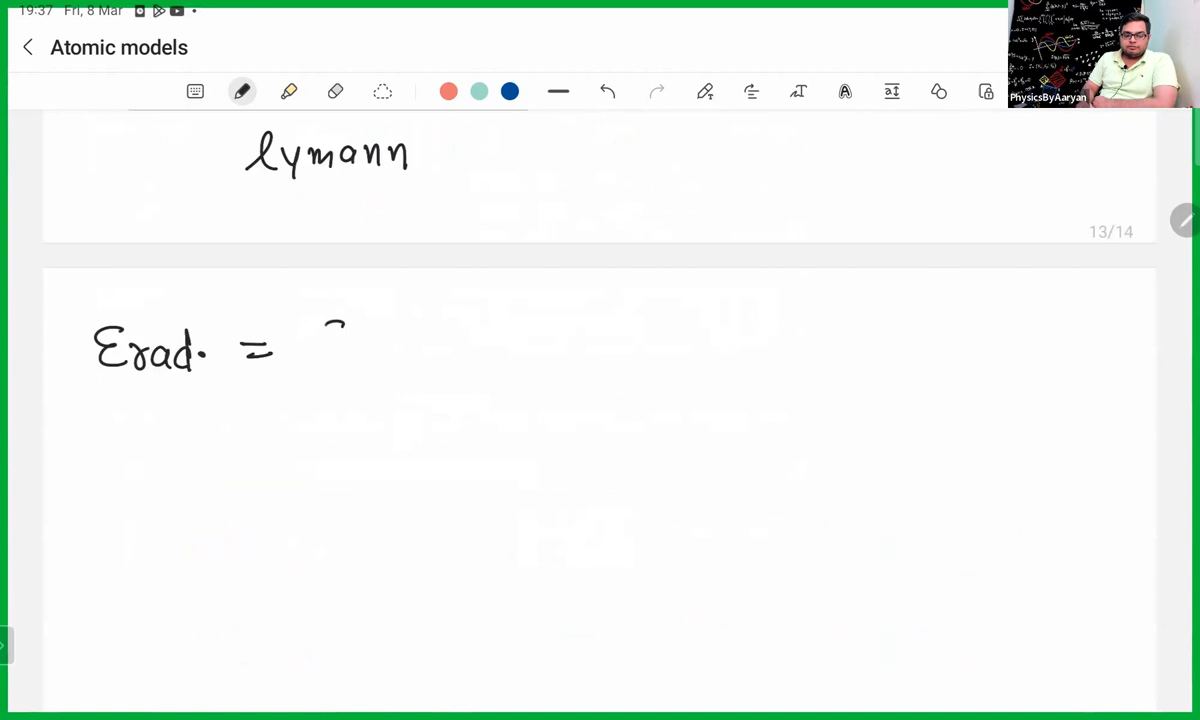 19:37 Fri, 8 Mar
Atomic models
PhysicsByAaryan
lymann
13/14
Erad. =